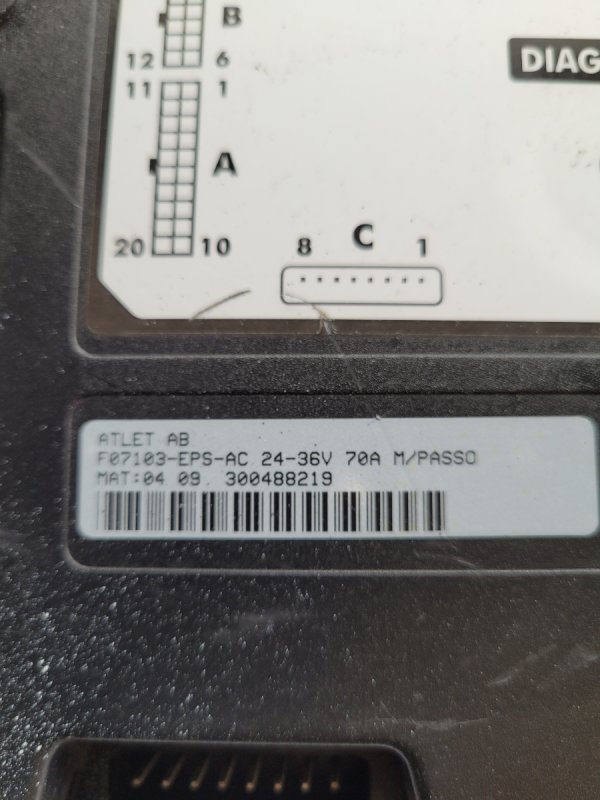 B
12 6
DIAG
11 1
A
20 10
8 C 1
ATLET AB
F07103-EPS-AC 24-36V 70A M/PASSO
MAT:04 09. 300488219